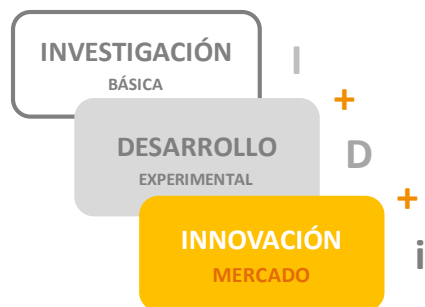 INVESTIGACIÓN
BÁSICA
I
+
DESARROLLO
EXPERIMENTAL
D
+
INNOVACIÓN
MERCADO
i